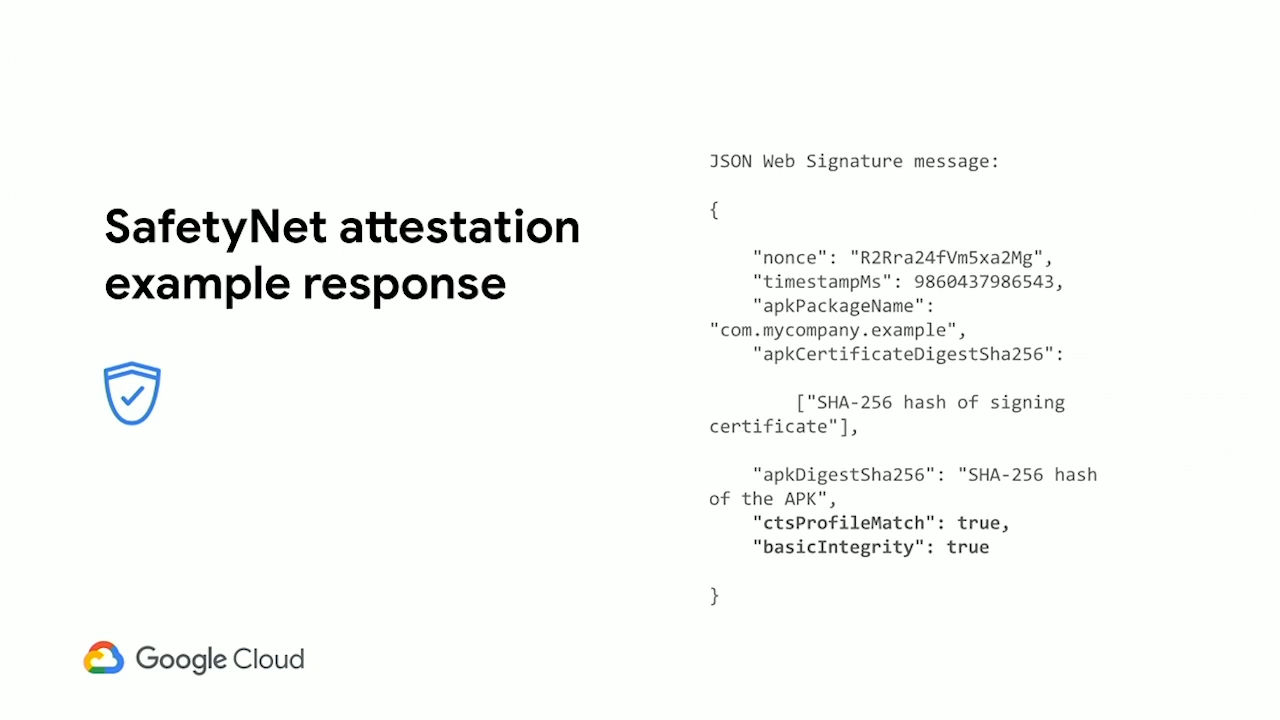 SafetyNet attestation
example response
JSON Web Signature message:
{
"nonce": "R2Rra24fVm5xa2Mg",
"timestampMs": 9860437986543,
"apkPackageName":
"com.mycompany.example",
"apkCertificateDigestSha256":
["SHA-256 hash of signing
certificate"],
"apkDigestSha256": "SHA-256 hash
of the APK",
"ctsProfileMatch": true,
"basicIntegrity": true
}
Google Cloud